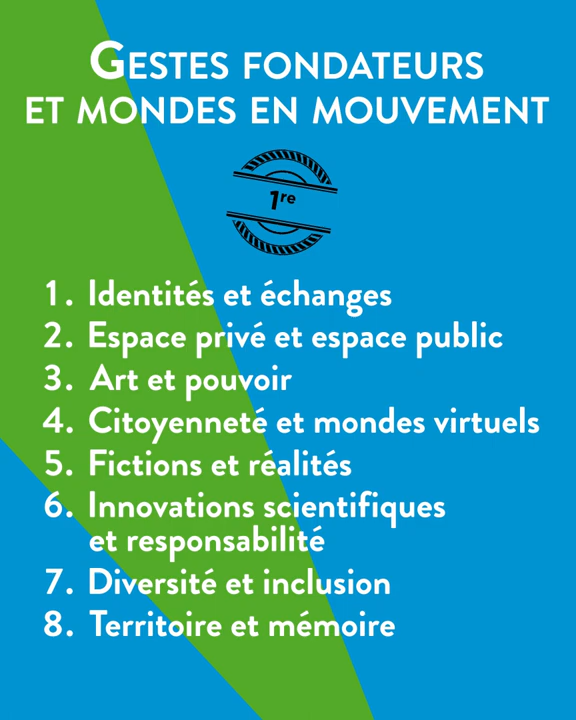 GESTES FONDATEURS
ET MONDES EN MOUVEMENT
1re
1. Identités et échanges
2. Espace privé et espace public
3. Art et pouvoir
4. Citoyenneté et mondes virtuels
5. Fictions et réalités
6. Innovations scientifiques
et responsabilité
7. Diversité et inclusion
8. Territoire et mémoire